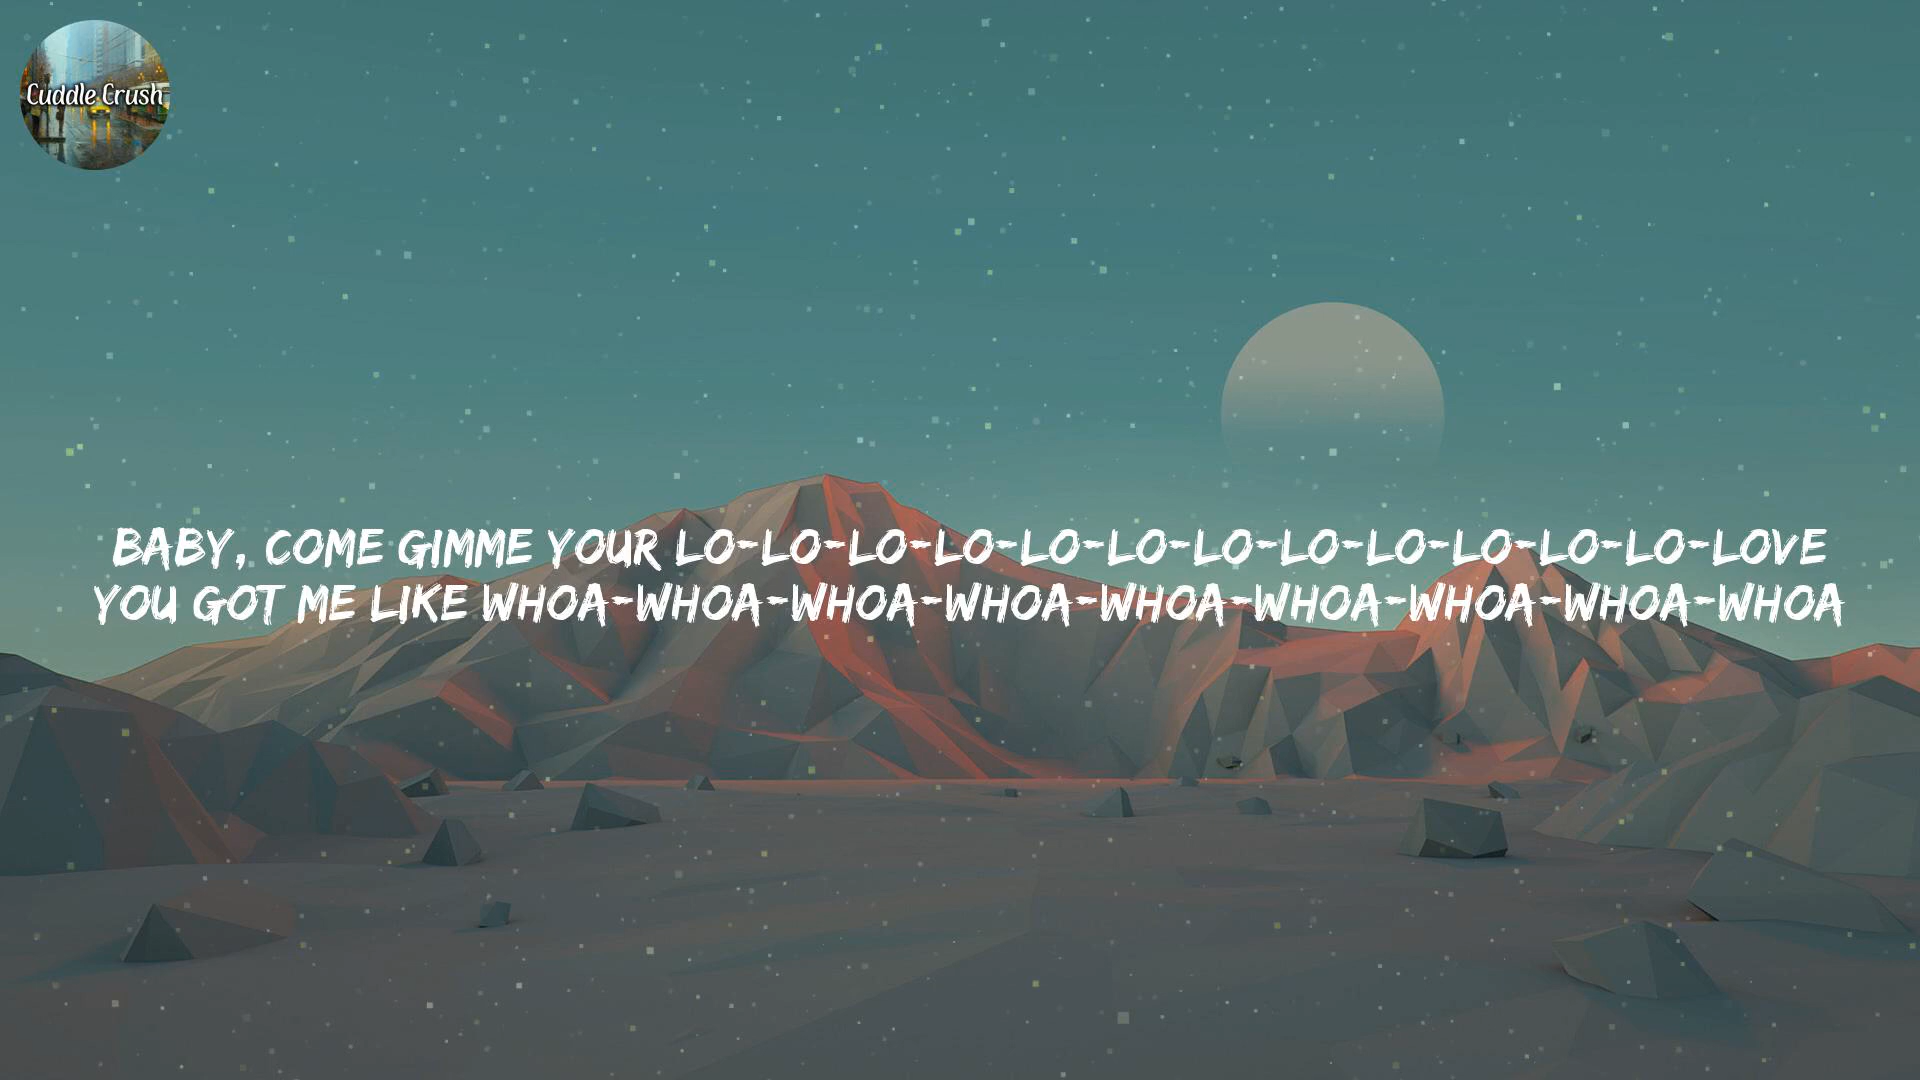 Cuddle Crush
BABY, COME GIMME YOUR LO-LO-LO-LO-LO-LO-LO-LO-LO-LO-LO-LO-LOVE
YOU GOT ME LIKE WHOA-WHOA-WHOA-WHOA-WHOA-WHOA-WHOA-WHOA-WHOA